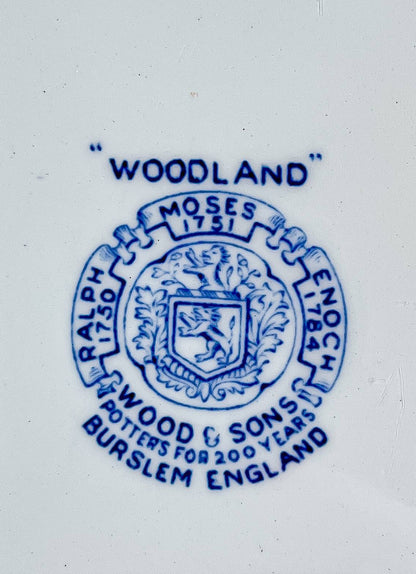 "WOODLAND"
RALPH 1750
MOSES 1751
ENOCH 1784
WOOD & SONS
POTTERS FOR 200 YEARS
BURSLEM ENGLAND